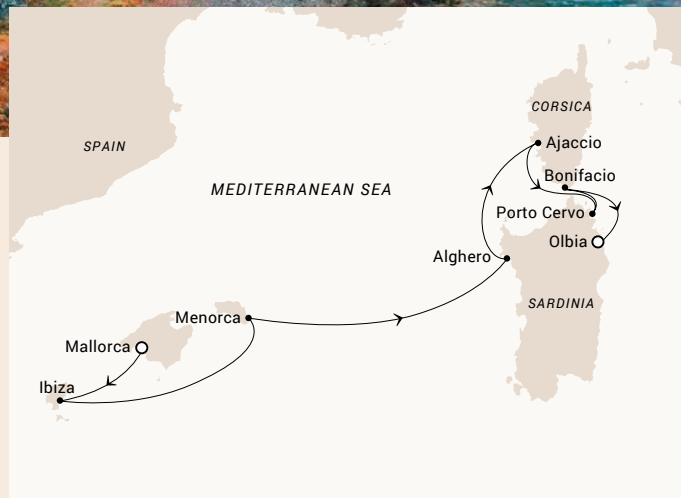 CORSICA
Ajaccio
SPAIN
Bonifacio
MEDITERRANEAN SEA
Porto Cervo
Olbia
Alghero
SARDINIA
Menorca
Mallorca
Ibiza